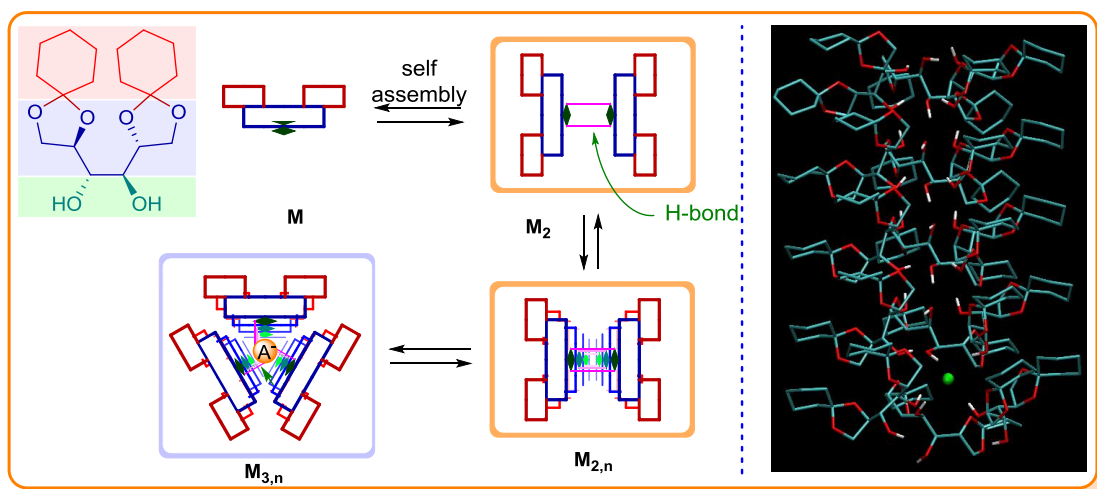 O
O
O
O
HO
OH
M
self
assembly
M2
H-bond
A-
M3,n
M2,n